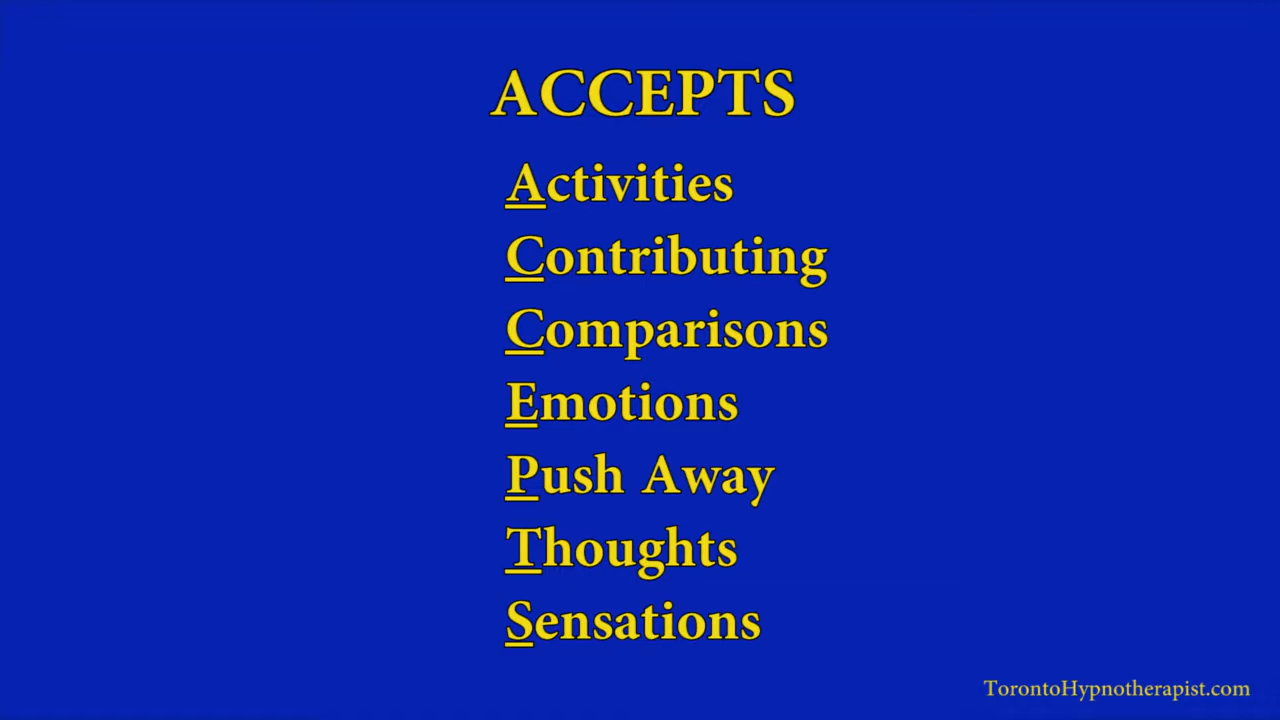 ACCEPTS
Activities
Contributing
Comparisons
Emotions
Push Away
Thoughts
Sensations
TorontoHypnotherapist.com